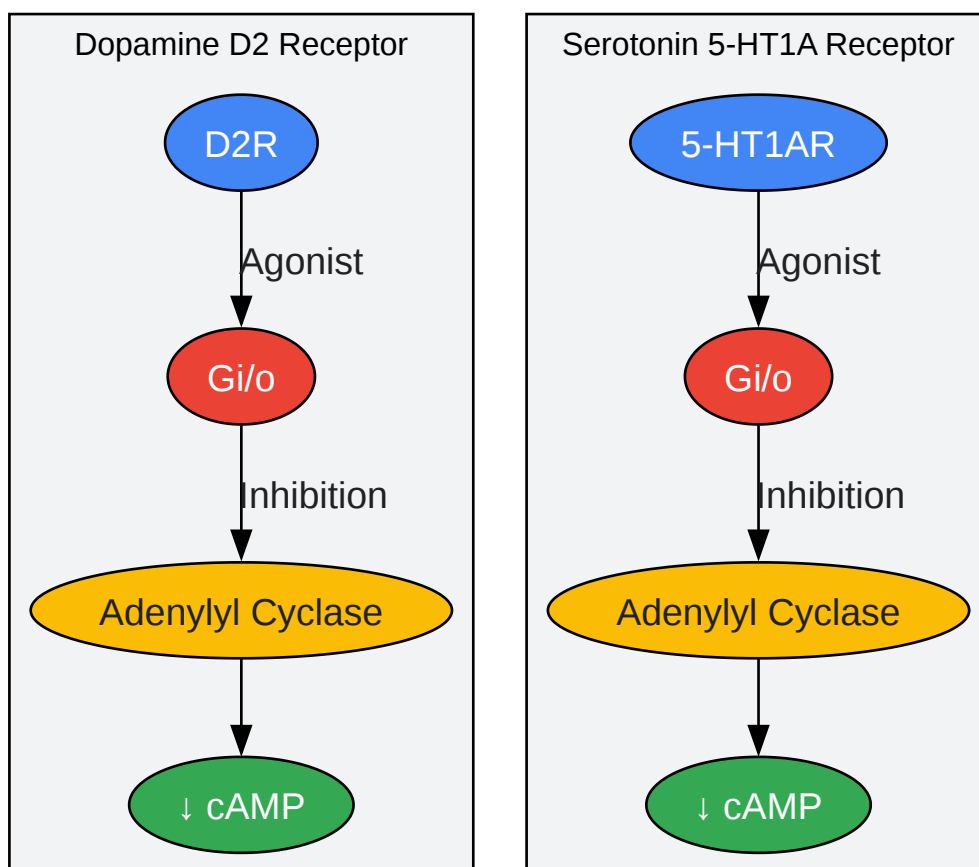 Dopamine D2 Receptor
D2R
Agonist
Gi/o
Inhibition
Adenylyl Cyclase
↓ cAMP
Serotonin 5-HT1A Receptor
5-HT1AR
Agonist
Gi/o
Inhibition
Adenylyl Cyclase
↓ cAMP